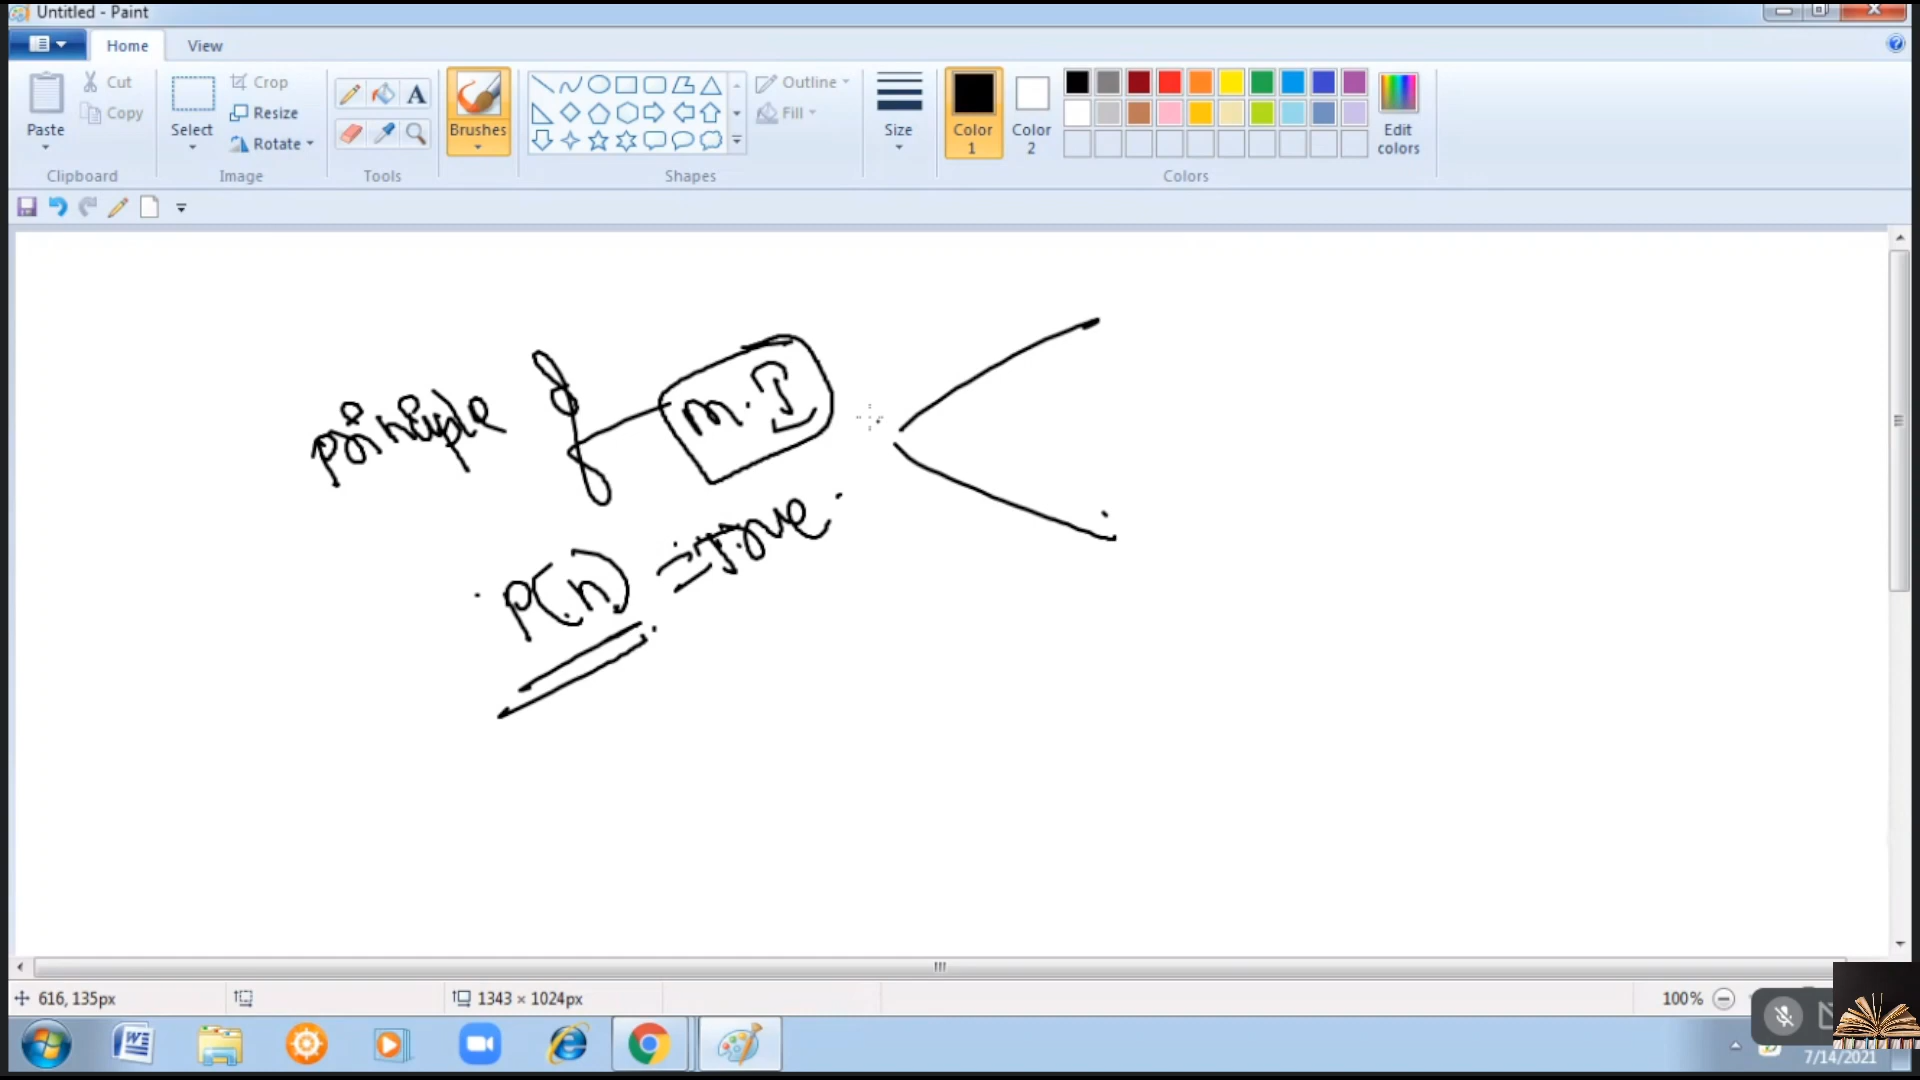 Untitled - Paint
Home View
Paste Cut Copy Clipboard
Select Crop Resize Rotate Image
A Tools
Brushes
Outline Fill Shapes
Size
Color 1 Color 2 Edit colors Colors
principle of m.I
P(n) = True.
616, 135px 1343 × 1024px 100%
7/14/2021